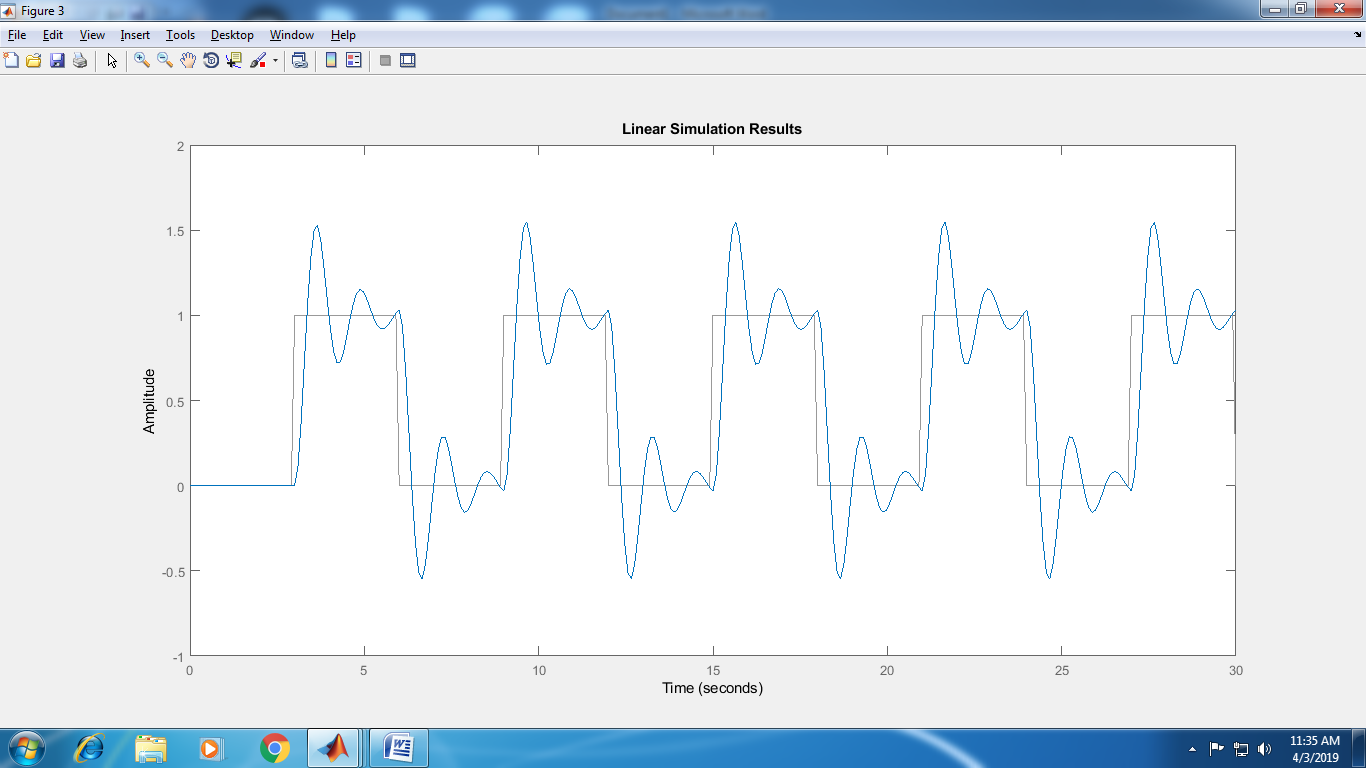 Figure 3
File Edit View Insert Tools Desktop Window Help
Linear Simulation Results
2
1.5
1
0.5
0
-0.5
-1
Amplitude
0 5 10 15 20 25 30
Time (seconds)
11:35 AM
4/3/2019